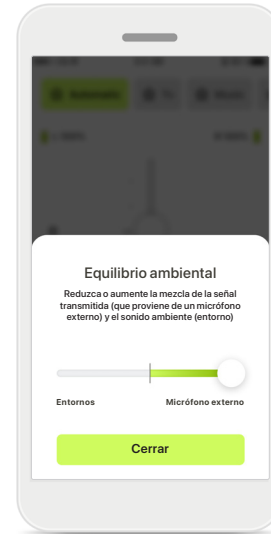 Equilibrio ambiental
Reduzca o aumente la mezcla de la señal
transmitida (que proviene de un micrófono
externo) y el sonido ambiente (entorno)
Entornos Micrófono externo
Cerrar